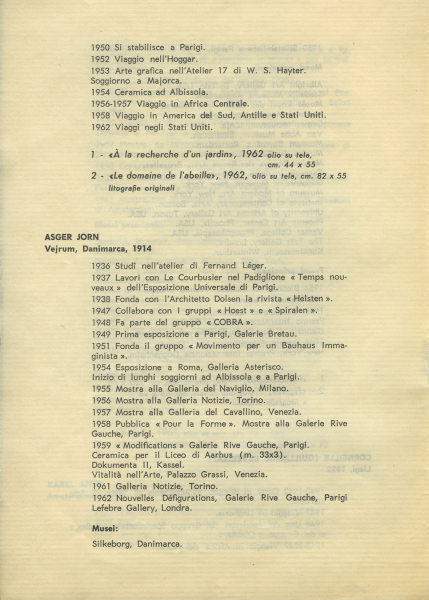 1950 Si stabilisce a Parigi.
1952 Viaggio nell'Hoggar.
1953 Arte grafica nell'Atelier 17 di W. S. Hayter.
Soggiorno a Majorca.
1954 Ceramica ad Albissola.
1956-1957 Viaggio in Africa Centrale.
1958 Viaggio in America del Sud, Antille e Stati Uniti.
1962 Viaggi negli Stati Uniti.
1 - «À la recherche d'un jardin», 1962 olio su tela,
cm. 44 x 55
2 - «Le domaine de l'abeille», 1962, olio su tela, cm. 82 x 55
litografie originali
ASGER JORN
Vejrum, Danimarca, 1914
1936 Studi nell'atelier di Fernand Léger.
1937 Lavori con Le Courbusier nel Padiglione « Temps nou-
veaux » dell'Esposizione Universale di Parigi.
1938 Fonda con l'Architetto Dolsen la rivista « Helsten ».
1947 Collabora con i gruppi « Hoest » e « Spiralen ».
1948 Fa parte del gruppo « COBRA ».
1949 Prima esposizione a Parigi, Galerie Bretau.
1951 Fonda il gruppo « Movimento per un Bauhaus Imma-
ginista ».
1954 Esposizione a Roma, Galleria Asterisco.
Inizio di lunghi soggiorni ad Albissola e a Parigi.
1955 Mostra alla Galleria del Naviglio, Milano.
1956 Mostra alla Galleria Notizie, Torino.
1957 Mostra alla Galleria del Cavallino, Venezia.
1958 Pubblica « Pour la Forme ». Mostra alla Galerie Rive
Gauche, Parigi.
1959 « Modifications » Galerie Rive Gauche, Parigi.
Ceramica per il Liceo di Aarhus (m. 33x3).
Dokumenta II, Kassel.
Vitalità nell'Arte, Palazzo Grassi, Venezia.
1961 Galleria Notizie, Torino.
1962 Nouvelles Défigurations, Galerie Rive Gauche, Parigi
Lefebre Gallery, Londra.
Musei:
Silkeborg, Danimarca.